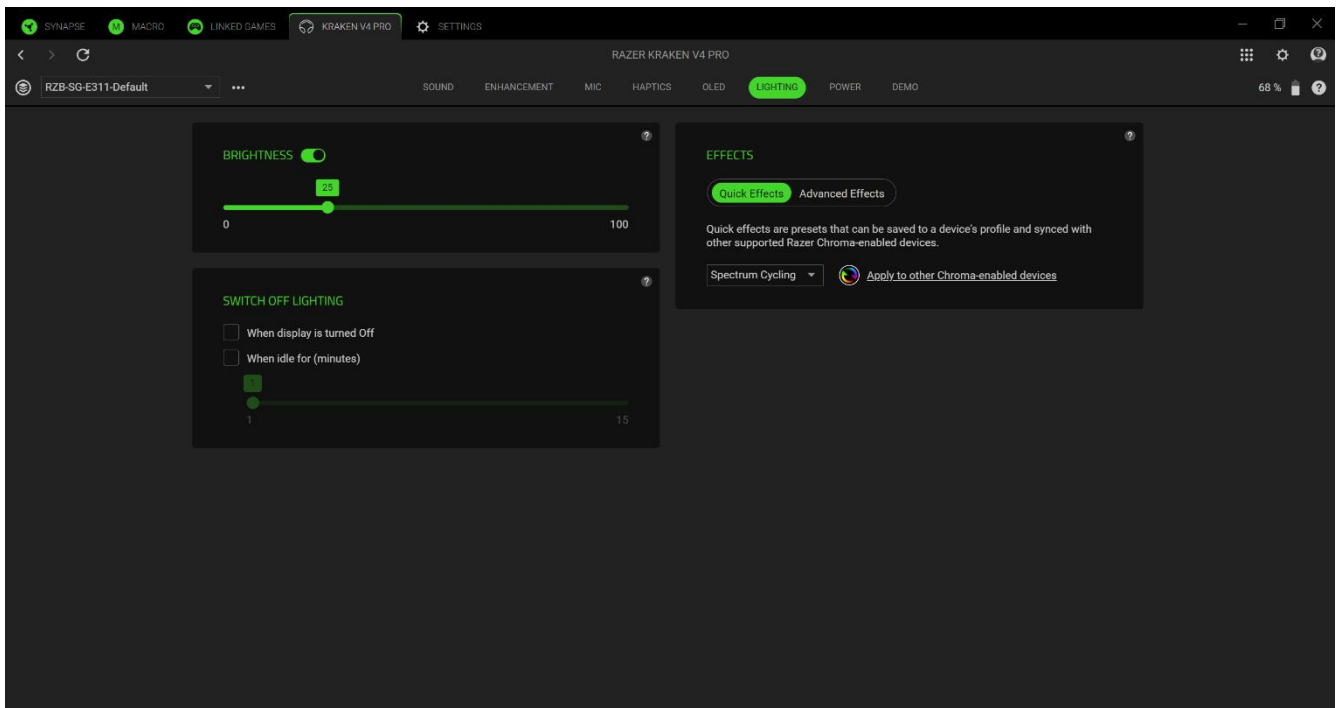 SYNAPSE
MACRO
LINKED GAMES
KRAKEN V4 PRO
SETTINGS
RAZER KRAKEN V4 PRO
RZB-SG-E311-Default
SOUND
ENHANCEMENT
MIC
HAPTICS
OLED
LIGHTING
POWER
DEMO
68 %
BRIGHTNESS
25
0
100
SWITCH OFF LIGHTING
When display is turned Off
When idle for (minutes)
1
1
15
EFFECTS
Quick Effects
Advanced Effects
Quick effects are presets that can be saved to a device's profile and synced with
other supported Razer Chroma-enabled devices.
Spectrum Cycling
Apply to other Chroma-enabled devices